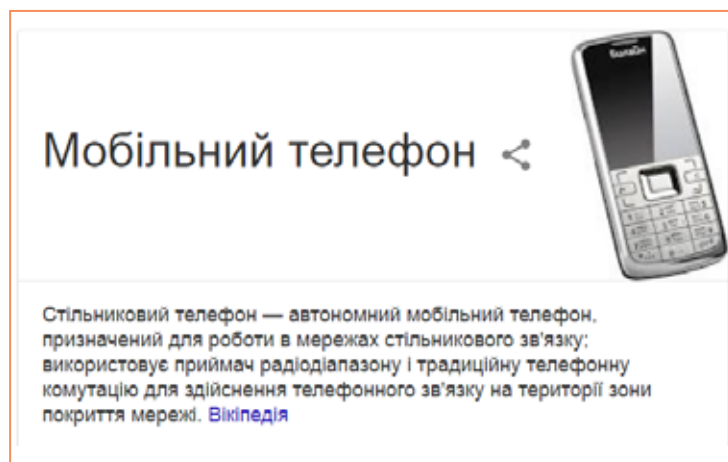 Билайн
Мобільний телефон
Стільниковий телефон — автономний мобільний телефон,
призначений для роботи в мережах стільникового зв'язку;
використовує приймач радіодіапазону і традиційну телефонну
комутацію для здійснення телефонного зв'язку на території зони
покриття мережі. Вікіпедія